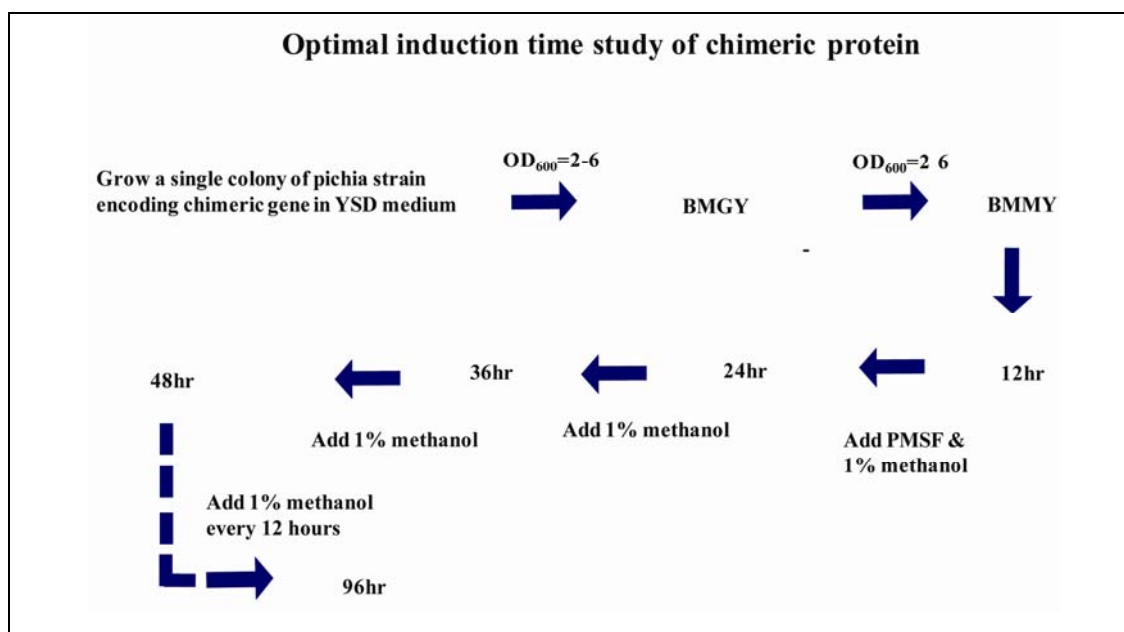 Optimal induction time study of chimeric protein
OD600=2-6
OD600=2 6
Grow a single colony of pichia strain
encoding chimeric gene in YSD medium
BMGY
BMMY
-
48hr
36hr
24hr
12hr
Add 1% methanol
Add 1% methanol
Add PMSF &
1% methanol
Add 1% methanol
every 12 hours
96hr